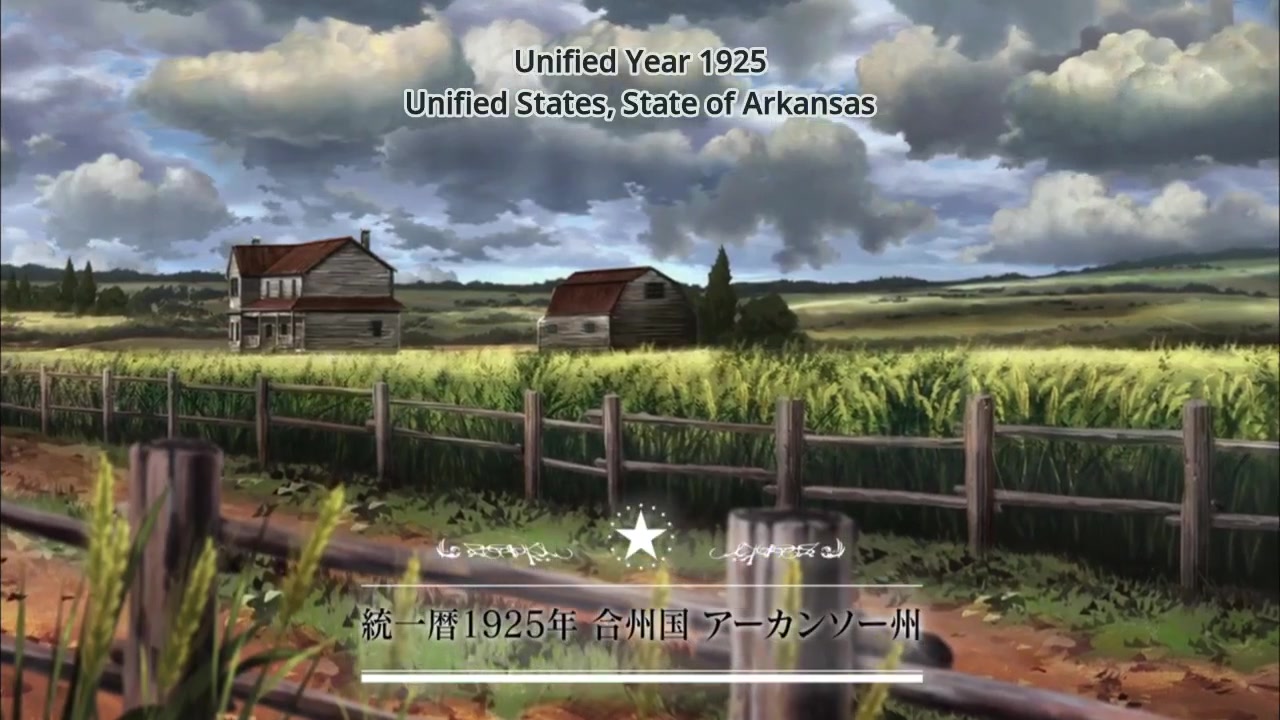 Unified Year 1925
Unified States, State of Arkansas
統一暦1925年 合州国 アーカンソー州